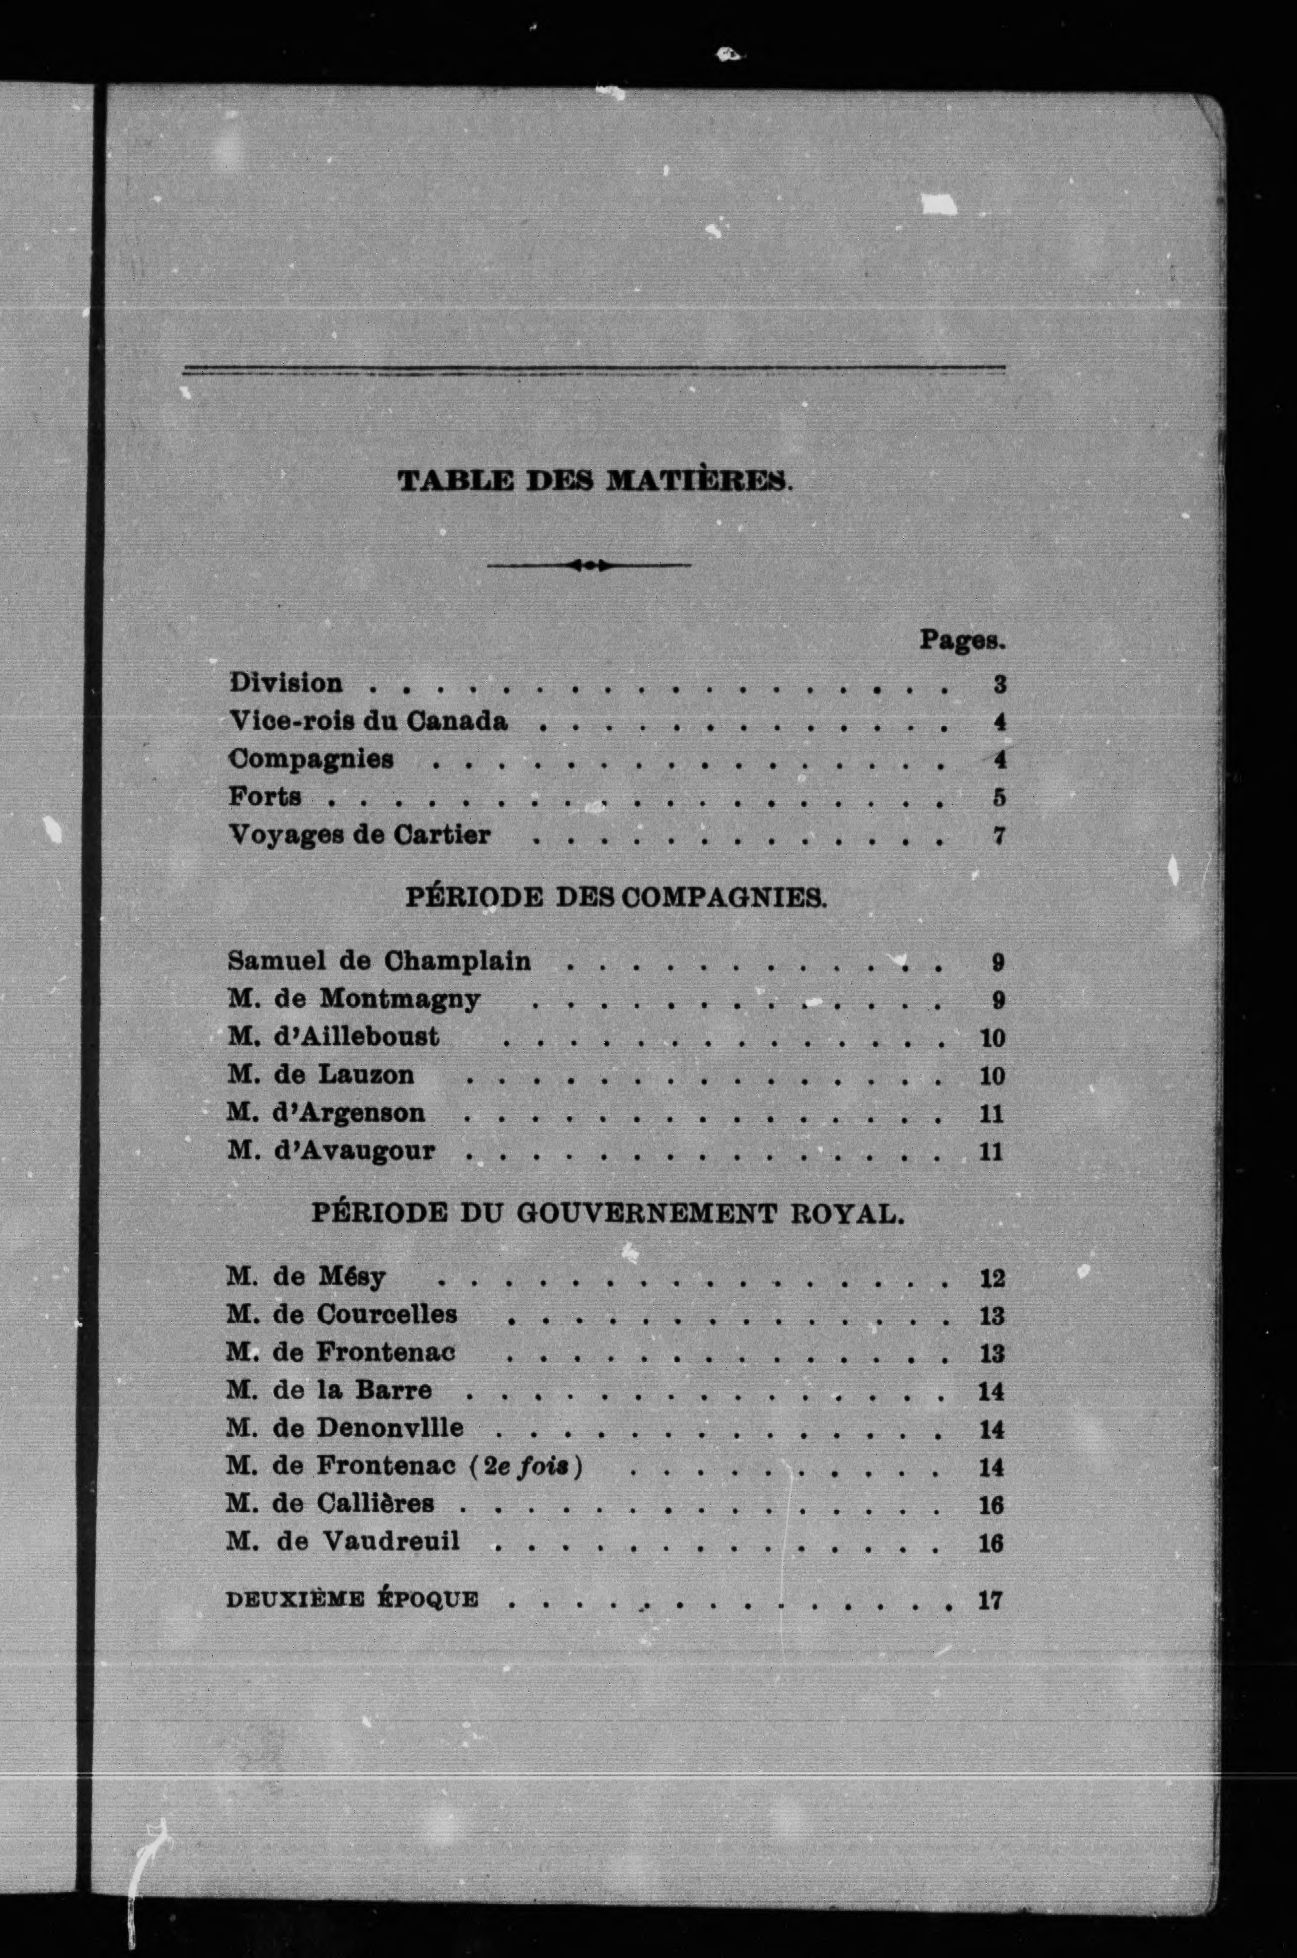 TABLE DES MATIÈRES.
Pages.
Division . . . . . . . . . . . . . . . . . . 3
Vice-rois du Canada . . . . . . . . . . . . . 4
Compagnies . . . . . . . . . . . . . . . . 4
Forts . . . . . . . . . . . . . . . . . . . 5
Voyages de Cartier . . . . . . . . . . . . . 7
PÉRIODE DES COMPAGNIES.
Samuel de Champlain . . . . . . . . . . . . 9
M. de Montmagny . . . . . . . . . . . . . 9
M. d'Ailleboust . . . . . . . . . . . . . . 10
M. de Lauzon . . . . . . . . . . . . . . . 10
M. d'Argenson . . . . . . . . . . . . . . . 11
M. d'Avaugour . . . . . . . . . . . . . . . 11
PÉRIODE DU GOUVERNEMENT ROYAL.
M. de Mésy . . . . . . . . . . . . . . . . 12
M. de Courcelles . . . . . . . . . . . . . . 13
M. de Frontenac . . . . . . . . . . . . . . 13
M. de la Barre . . . . . . . . . . . . . . . 14
M. de Denonvllle . . . . . . . . . . . . . . 14
M. de Frontenac (2e fois) . . . . . . . . . . 14
M. de Callières . . . . . . . . . . . . . . . 16
M. de Vaudreuil . . . . . . . . . . . . . . 16
DEUXIÈME ÉPOQUE . . . . . . . . . . . . . . 17